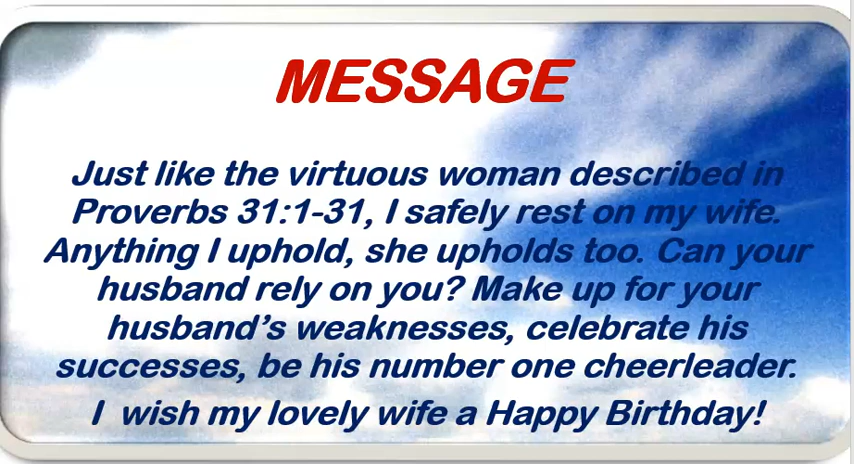 MESSAGE
Just like the virtuous woman described in
Proverbs 31:1-31, I safely rest on my wife.
Anything I uphold, she upholds too. Can your
husband rely on you? Make up for your
husband's weaknesses, celebrate his
successes, be his number one cheerleader.
I wish my lovely wife a Happy Birthday!